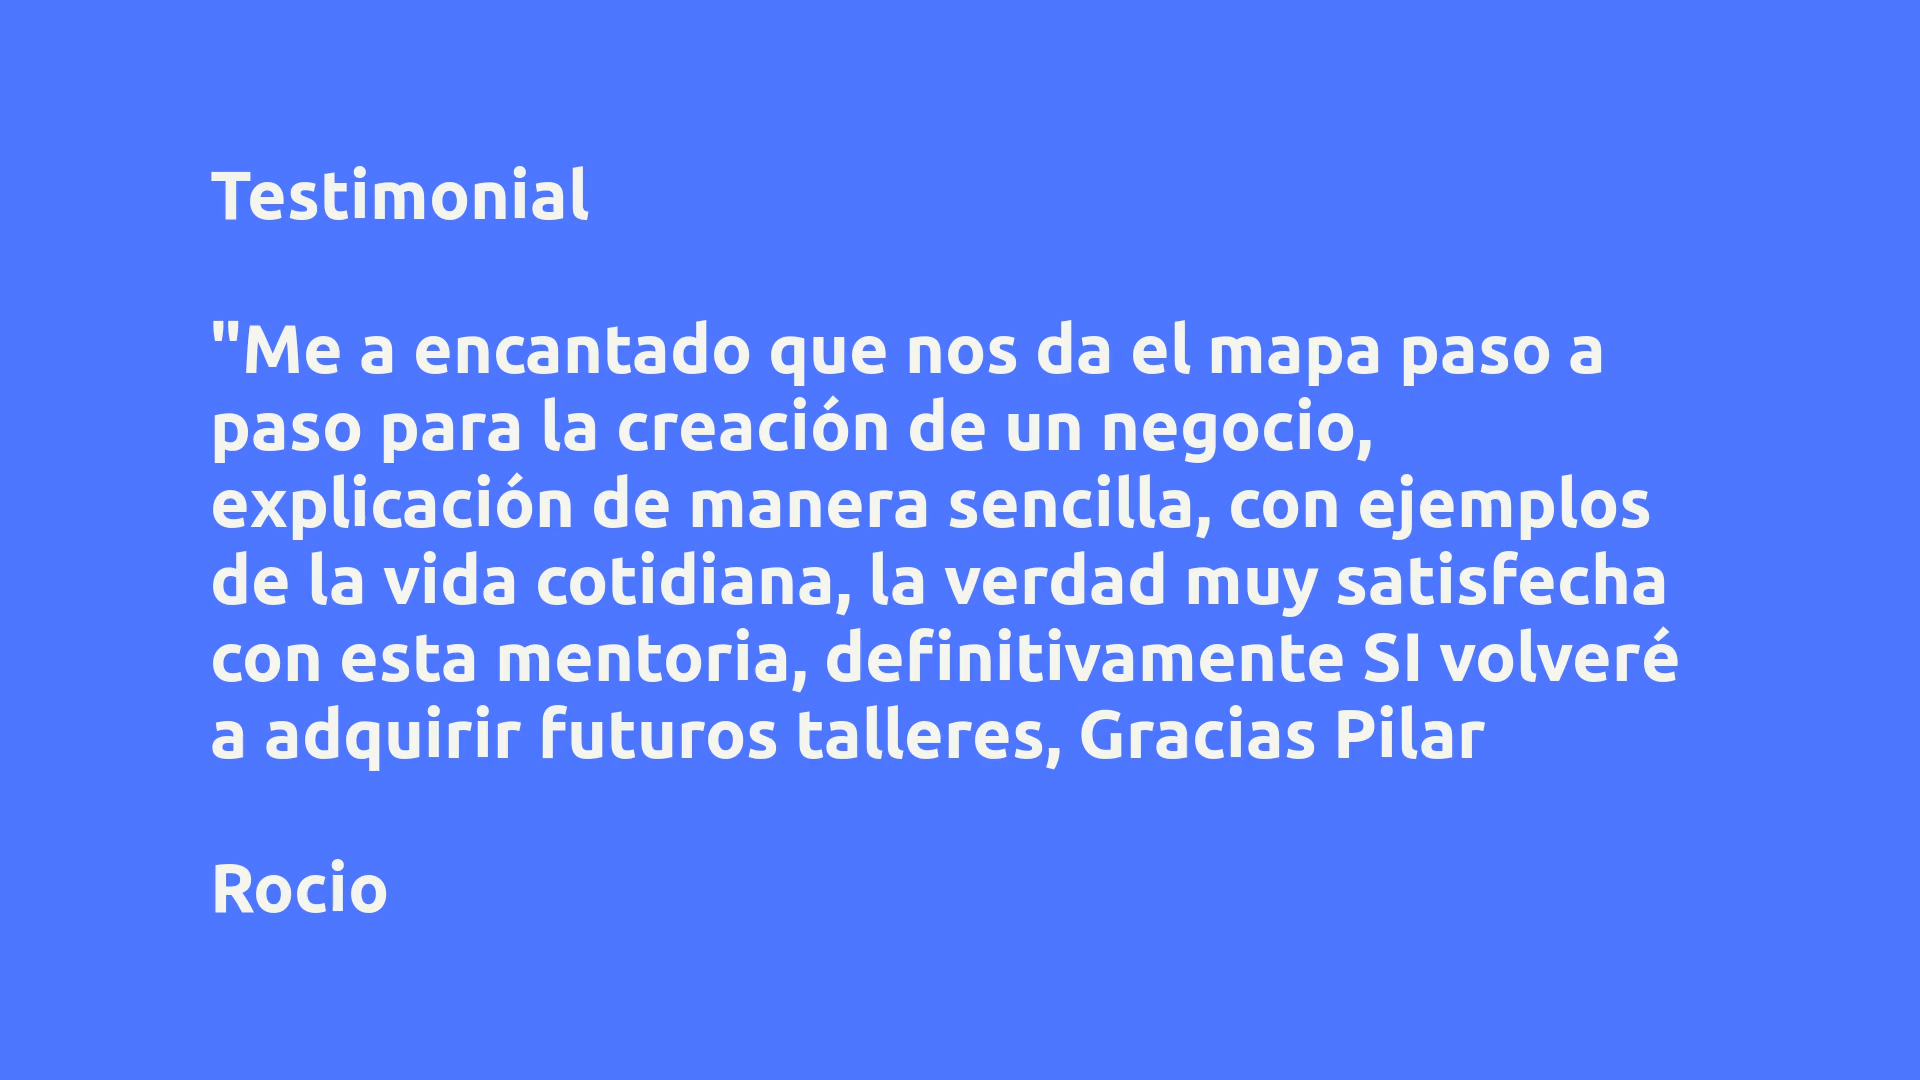 Testimonial
"Me a encantado que nos da el mapa paso a
paso para la creación de un negocio,
explicación de manera sencilla, con ejemplos
de la vida cotidiana, la verdad muy satisfecha
con esta mentoria, definitivamente SI volveré
a adquirir futuros talleres, Gracias Pilar
Rocio